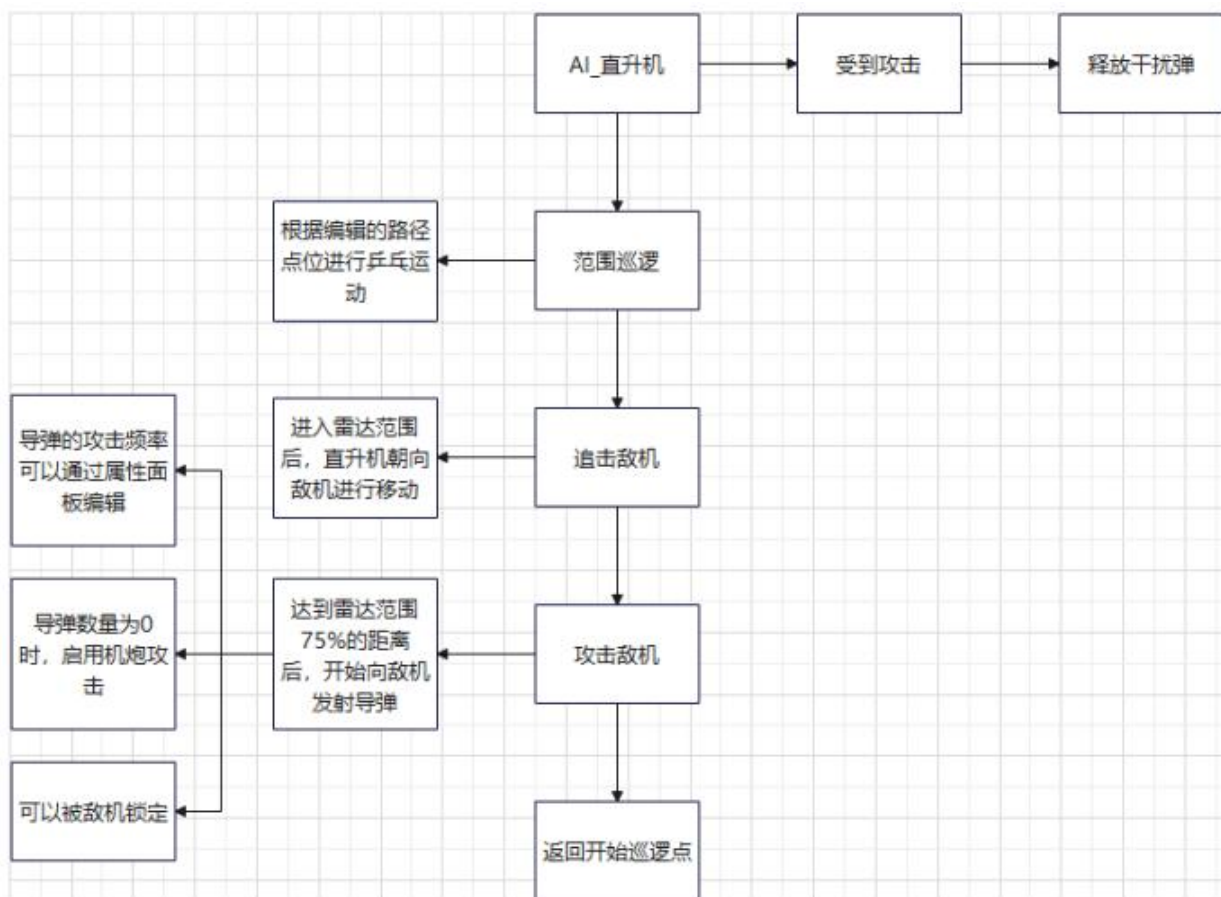 AI_直升机
受到攻击
释放干扰弹
根据编辑的路径
点位进行乒乓运
动
范围巡逻
导弹的攻击频率
可以通过属性面
板编辑
进入雷达范围
后，直升机朝向
敌机进行移动
追击敌机
导弹数量为0
时，启用机炮攻
击
达到雷达范围
75%的距离
后，开始向敌机
发射导弹
攻击敌机
可以被敌机锁定
返回开始巡逻点